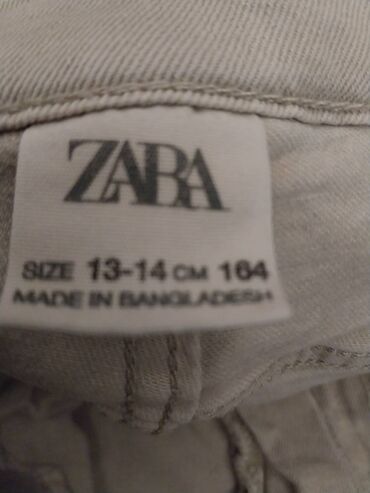 ZARA
SIZE 13-14 CM 164
MADE IN BANGLADESH